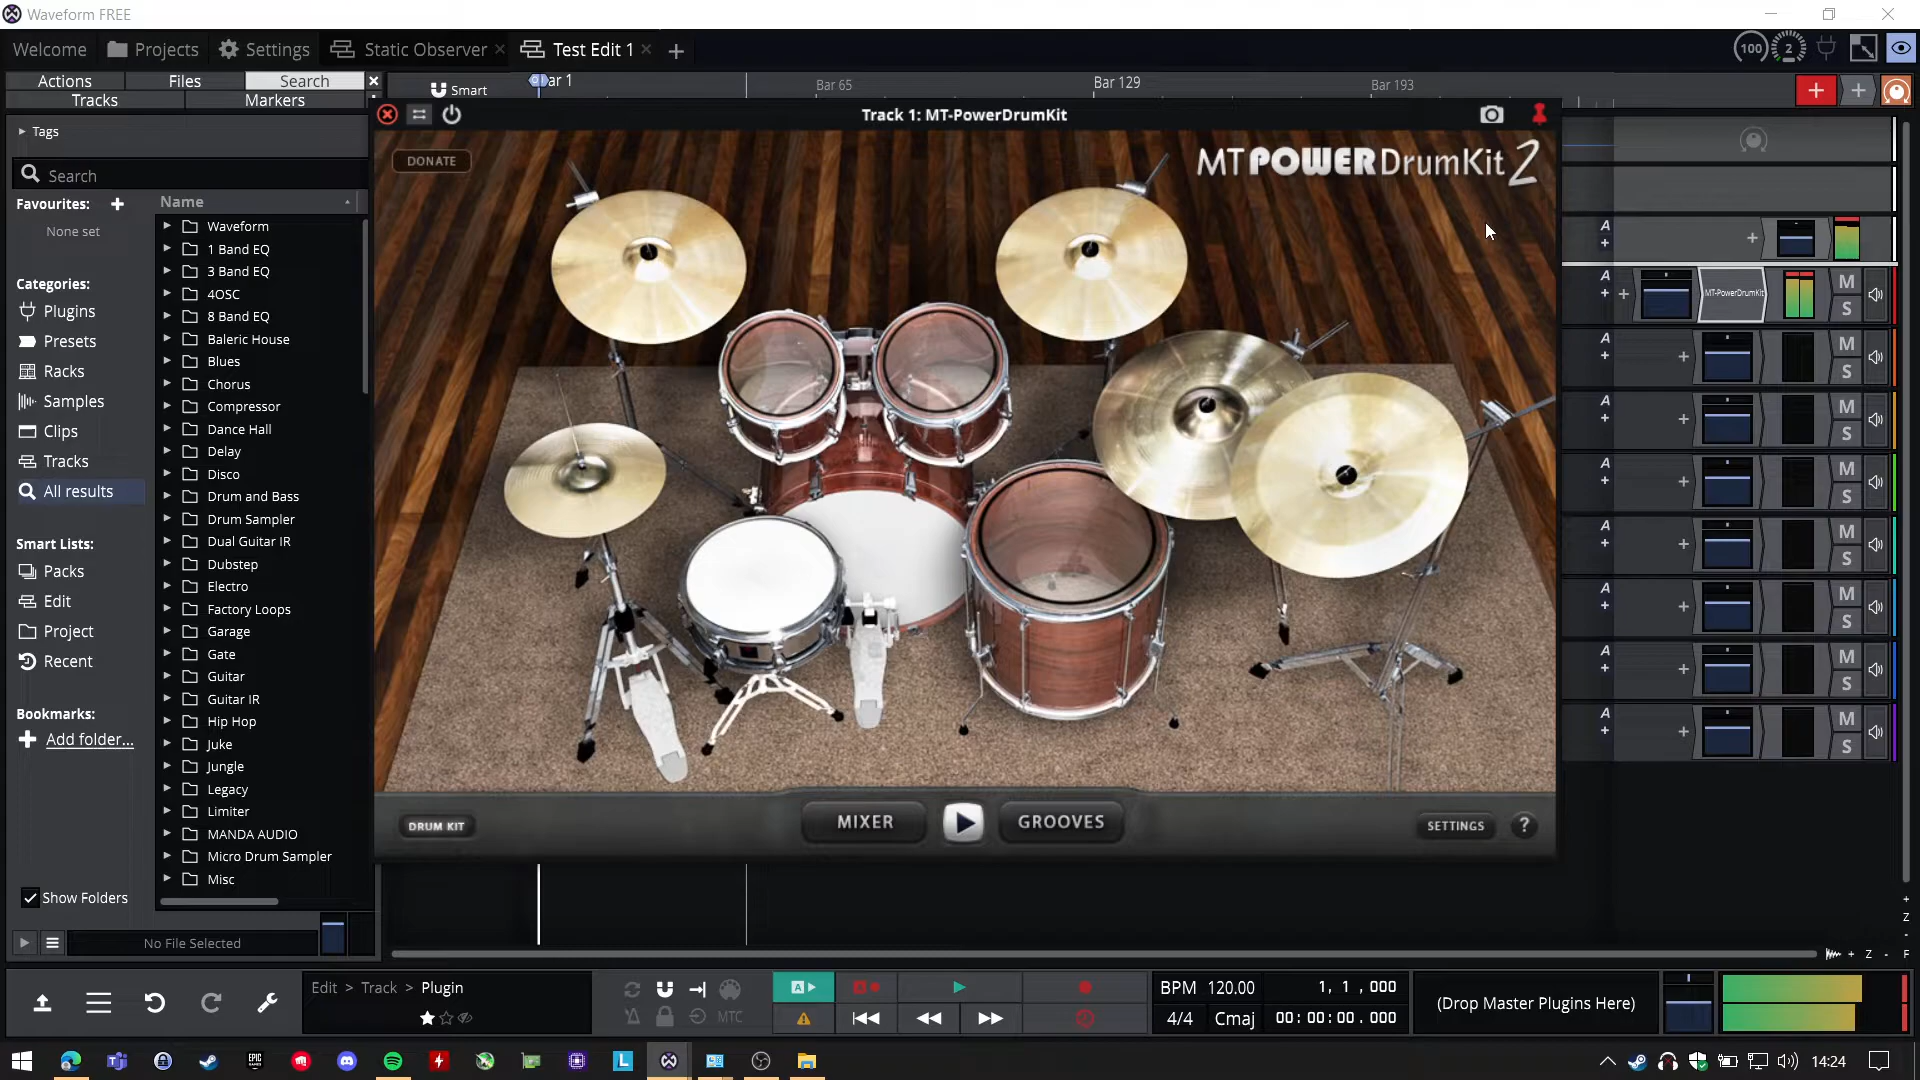 Waveform FREE
Welcome Projects Settings Static Observer Test Edit 1
100 2
Actions Files Search
Tracks Markers
Smart
Bar 65 Bar 129 Bar 193
Tags
Search
Favourites:
None set
Categories:
Plugins
Presets
Racks
Samples
Clips
Tracks
All results
Smart Lists:
Packs
Edit
Project
Recent
Bookmarks:
Add folder...
Show Folders
No File Selected
Name
Waveform
1 Band EQ
3 Band EQ
4OSC
8 Band EQ
Baleric House
Blues
Chorus
Compressor
Dance Hall
Delay
Disco
Drum and Bass
Drum Sampler
Dual Guitar IR
Dubstep
Electro
Factory Loops
Garage
Gate
Guitar
Guitar IR
Hip Hop
Juke
Jungle
Legacy
Limiter
MANDA AUDIO
Micro Drum Sampler
Misc
Track 1: MT-PowerDrumKit
DONATE
MT POWER DrumKit 2
DRUM KIT
MIXER
GROOVES
SETTINGS
?
A
A MT-PowerDrumKit M
S
A M
S
A M
S
A M
S
A M
S
A M
S
A M
S
A M
S
Z
Z F
Edit > Track > Plugin
MTC
A
BPM 120.00 1, 1 ,000
4/4 Cmaj 00:00:00.000
(Drop Master Plugins Here)
EPIC GAMES
L
14:24